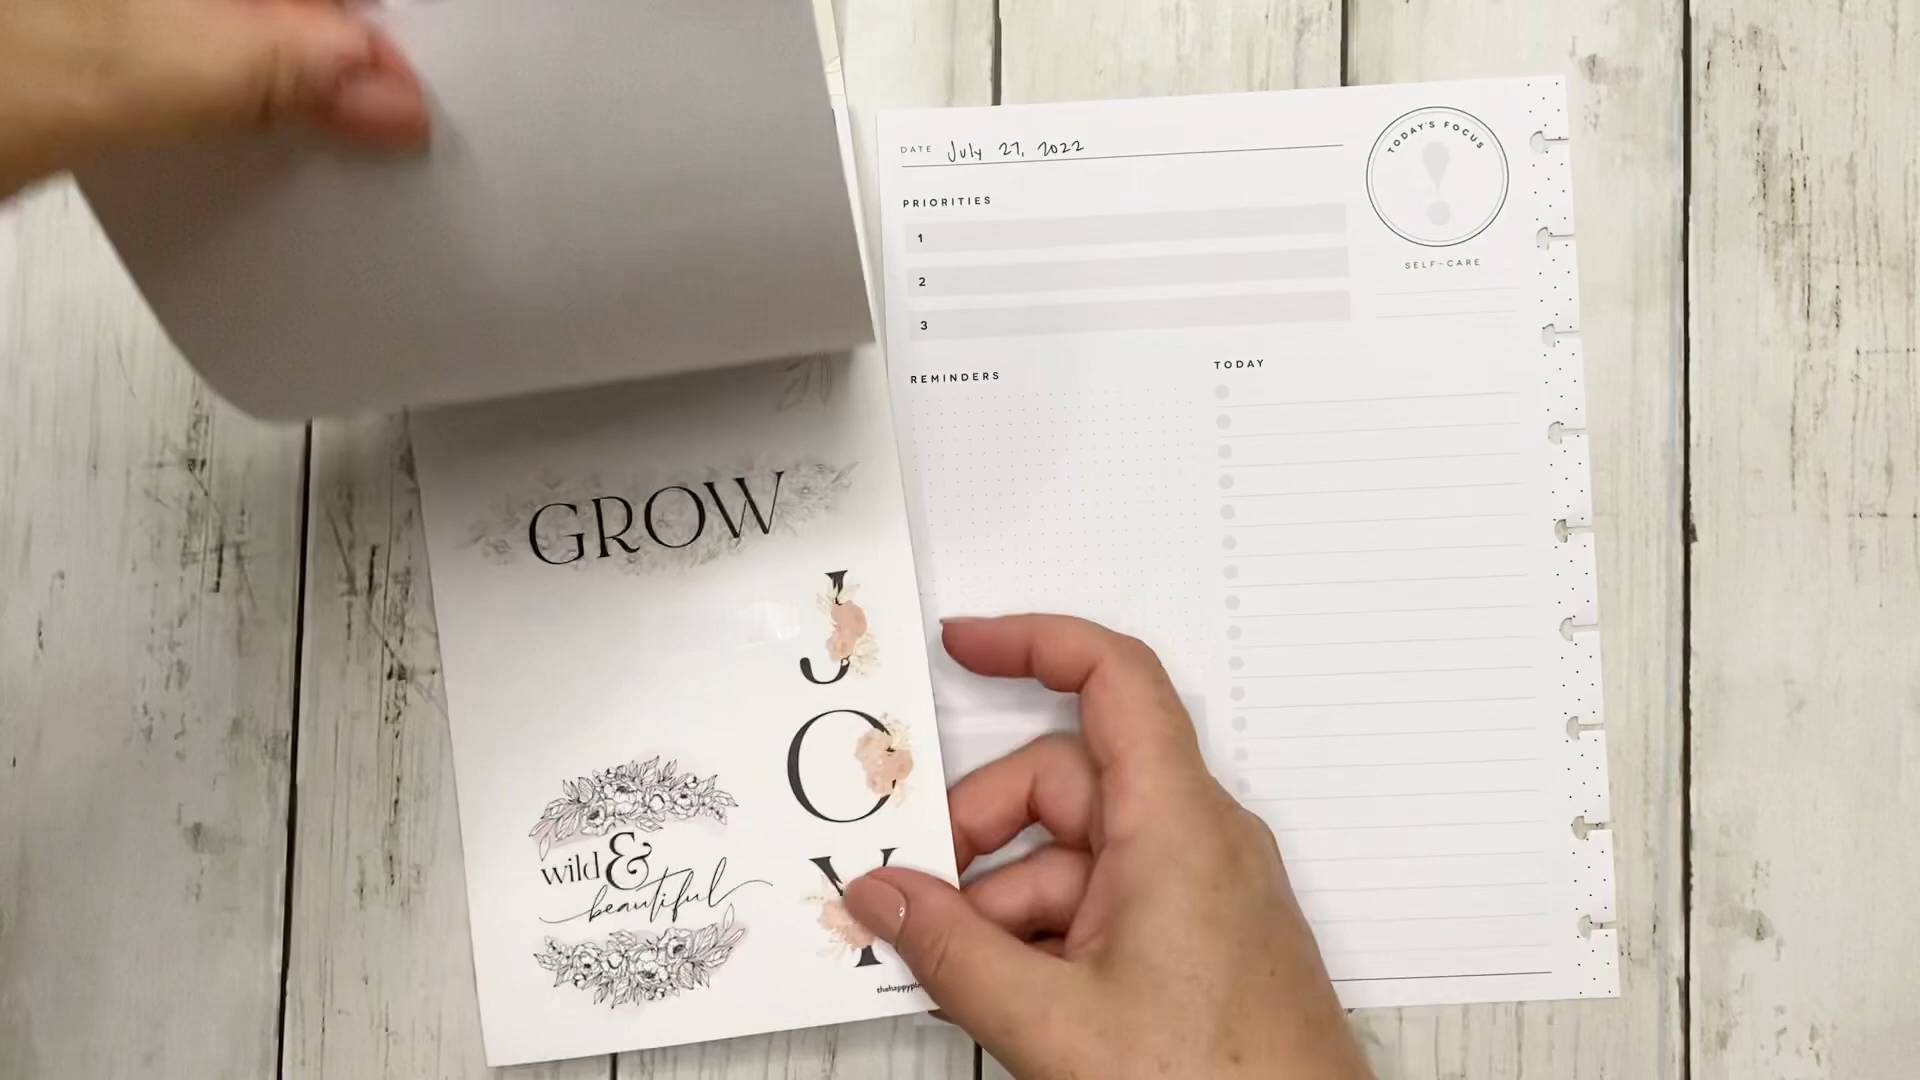 GROW
J
O
Y
wild &
beautiful
DATE July 27, 2022
TODAY'S FOCUS
PRIORITIES
1
2
3
SELF-CARE
REMINDERS
TODAY